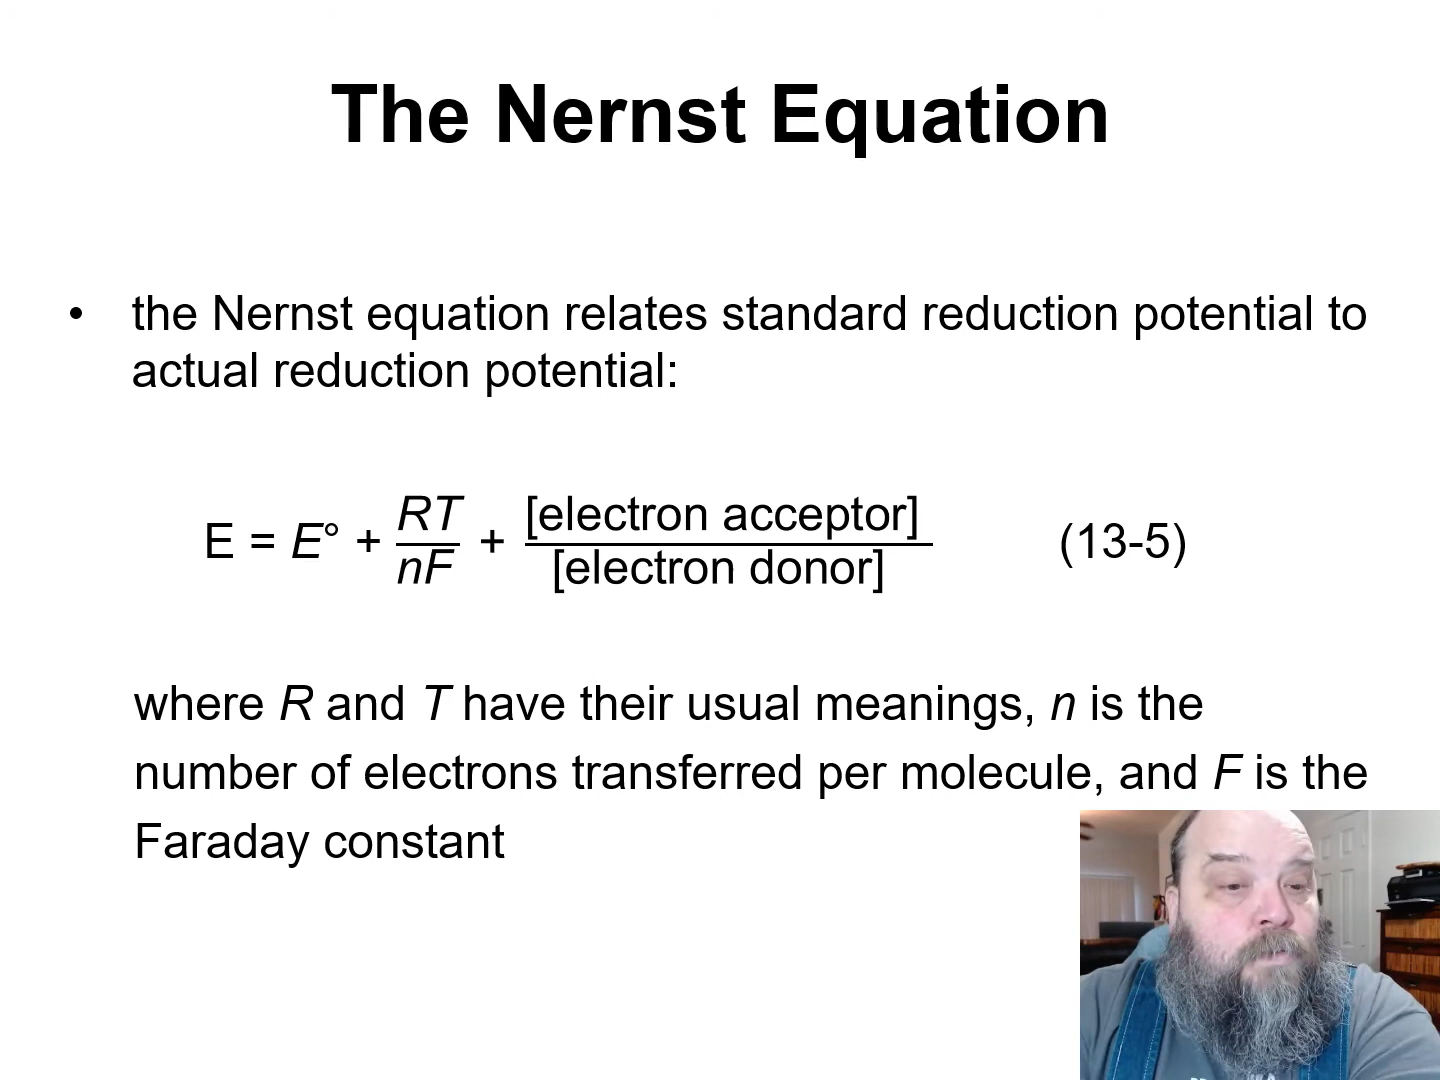 The Nernst Equation
• the Nernst equation relates standard reduction potential to
actual reduction potential:
E = E° + RT/nF + [electron acceptor]/[electron donor] (13-5)
where R and T have their usual meanings, n is the
number of electrons transferred per molecule, and F is the
Faraday constant